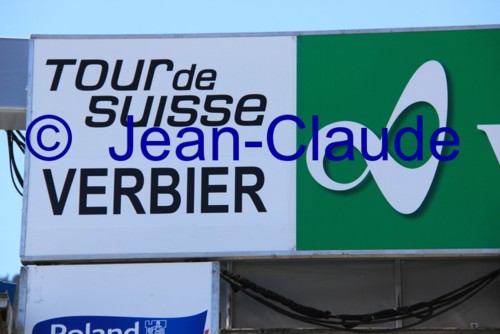 Tour de
SUISSE
© Jean-Claude
VERBIER
Roland